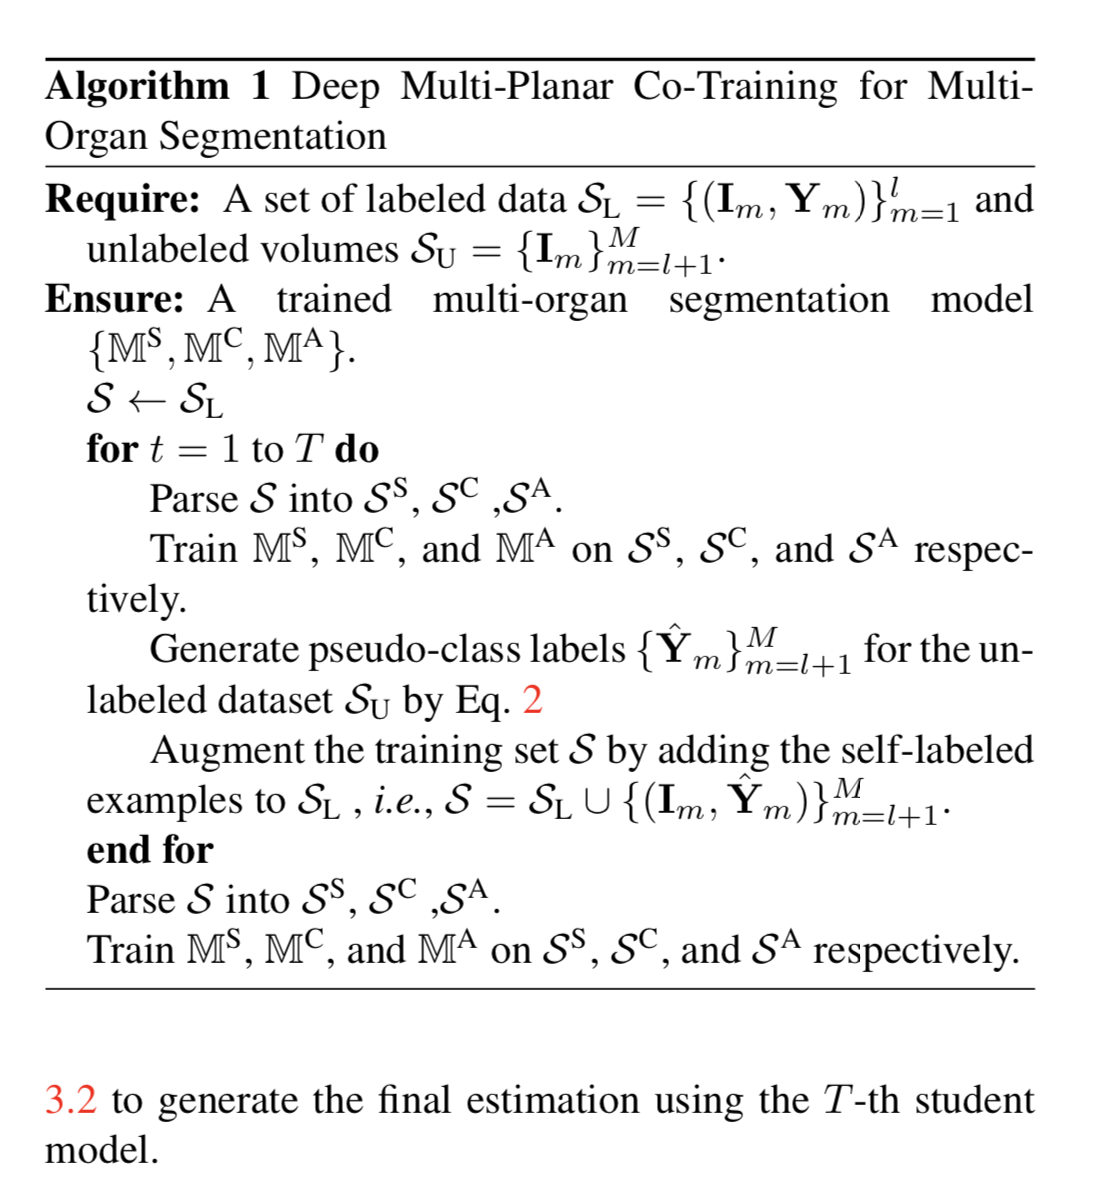 Algorithm 1 Deep Multi-Planar Co-Training for Multi-
Organ Segmentation
Require: A set of labeled data $\mathcal{S}_{\mathrm{L}} = \{(\mathbf{I}_m, \mathbf{Y}_m)\}_{m=1}^{l}$ and
unlabeled volumes $\mathcal{S}_{\mathrm{U}} = \{\mathbf{I}_m\}_{m=l+1}^{M}$.
Ensure: A trained multi-organ segmentation model
$\{\mathbb{M}^{\mathrm{S}}, \mathbb{M}^{\mathrm{C}}, \mathbb{M}^{\mathrm{A}}\}$.
$\mathcal{S} \leftarrow \mathcal{S}_{\mathrm{L}}$
for $t = 1$ to $T$ do
Parse $\mathcal{S}$ into $\mathcal{S}^{\mathrm{S}}$, $\mathcal{S}^{\mathrm{C}}$ ,$\mathcal{S}^{\mathrm{A}}$.
Train $\mathbb{M}^{\mathrm{S}}$, $\mathbb{M}^{\mathrm{C}}$, and $\mathbb{M}^{\mathrm{A}}$ on $\mathcal{S}^{\mathrm{S}}$, $\mathcal{S}^{\mathrm{C}}$, and $\mathcal{S}^{\mathrm{A}}$ respec-
tively.
Generate pseudo-class labels $\{\hat{\mathbf{Y}}_m\}_{m=l+1}^{M}$ for the un-
labeled dataset $\mathcal{S}_{\mathrm{U}}$ by Eq. 2
Augment the training set $\mathcal{S}$ by adding the self-labeled
examples to $\mathcal{S}_{\mathrm{L}}$ , i.e., $\mathcal{S} = \mathcal{S}_{\mathrm{L}} \cup \{(\mathbf{I}_m, \hat{\mathbf{Y}}_m)\}_{m=l+1}^{M}$.
end for
Parse $\mathcal{S}$ into $\mathcal{S}^{\mathrm{S}}$, $\mathcal{S}^{\mathrm{C}}$ ,$\mathcal{S}^{\mathrm{A}}$.
Train $\mathbb{M}^{\mathrm{S}}$, $\mathbb{M}^{\mathrm{C}}$, and $\mathbb{M}^{\mathrm{A}}$ on $\mathcal{S}^{\mathrm{S}}$, $\mathcal{S}^{\mathrm{C}}$, and $\mathcal{S}^{\mathrm{A}}$ respectively.
3.2 to generate the final estimation using the $T$-th student
model.